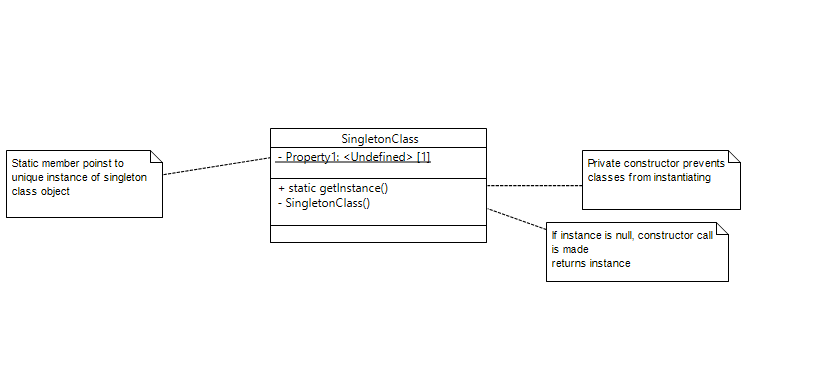 SingletonClass
- Property1: <Undefined> [1]
+ static getInstance()
- SingletonClass()
Static member poinst to
unique instance of singleton
class object
Private constructor prevents
classes from instantiating
If instance is null, constructor call
is made
returns instance